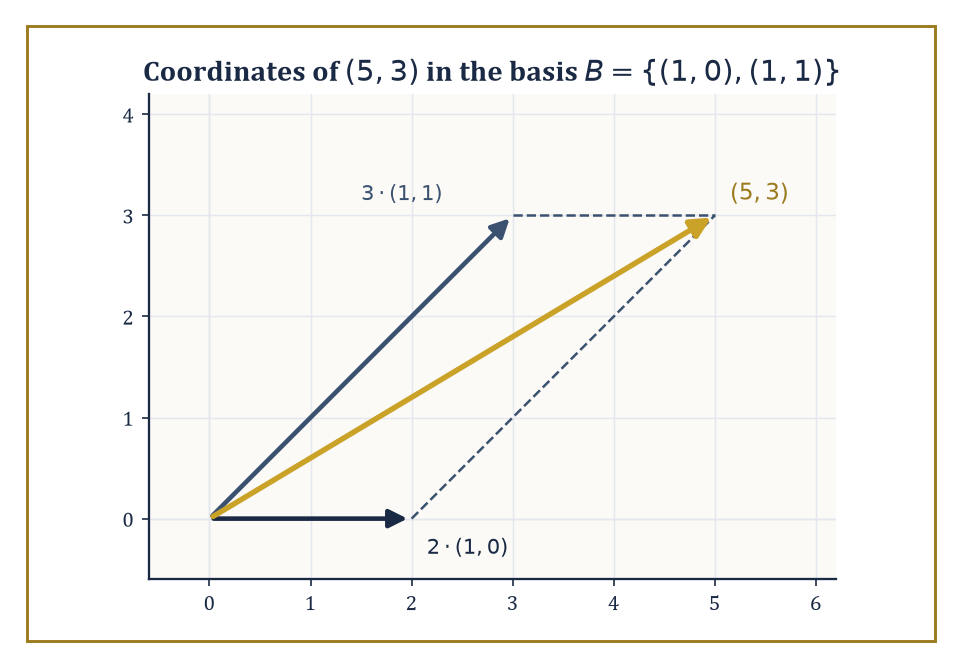 Coordinates of (5, 3) in the basis B = {(1, 0), (1, 1)}
4
3 · (1, 1)
(5, 3)
3
2
1
0
2 · (1, 0)
0 1 2 3 4 5 6